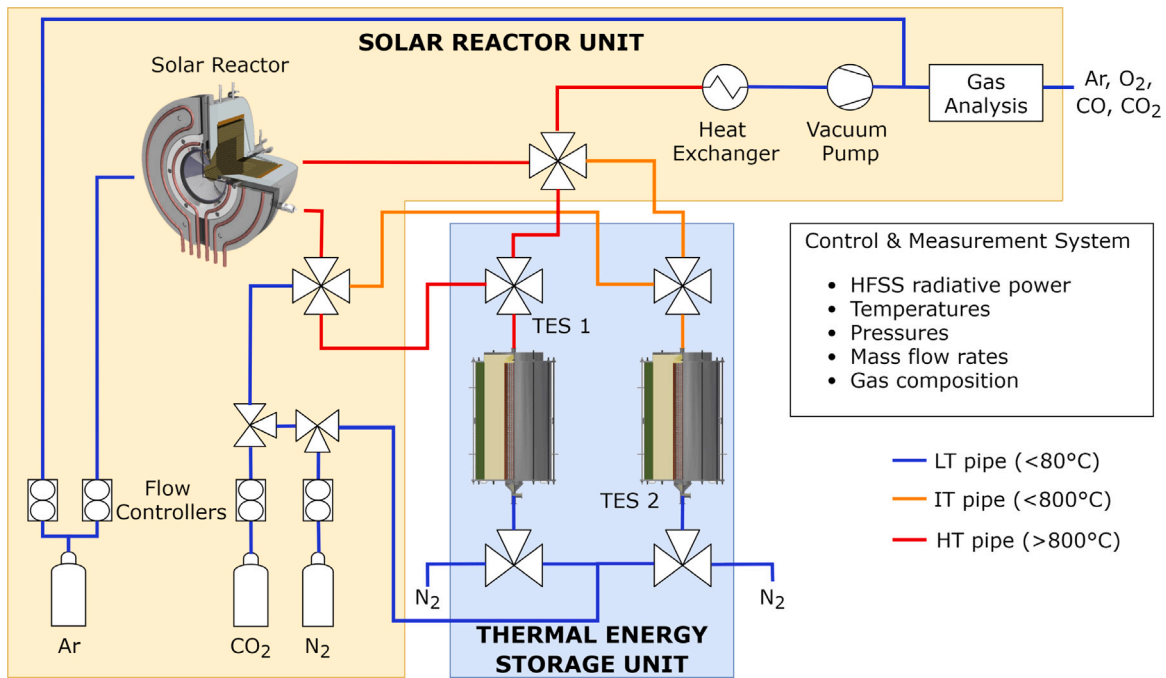 SOLAR REACTOR UNIT
Solar Reactor
Heat
Exchanger
Vacuum
Pump
Gas
Analysis
Ar, O₂,
CO, CO₂
Control & Measurement System
• HFSS radiative power
• Temperatures
• Pressures
• Mass flow rates
• Gas composition
TES 1
TES 2
Flow
Controllers
LT pipe (<80°C)
IT pipe (<800°C)
HT pipe (>800°C)
N₂
N₂
Ar
CO₂
N₂
THERMAL ENERGY
STORAGE UNIT